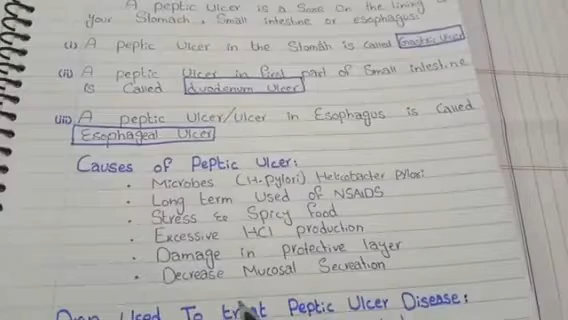 A peptic Ulcer is a Sore on the lining of
your Stomach, Small intestine or esophagus:
(i) A peptic Ulcer in the Stomah is called Gastric Ulcer
(ii) A peptic Ulcer in first part of Small intestine
is Called duodenum Ulcer
(iii) A peptic Ulcer/Ulcer in Esophagus is Called
Esophageal Ulcer
Causes of Peptic Ulcer:
• Microbes (H-Pylori) Helicobacter Pylori
• Long term Used of NSAIDS
• Stress & Spicy food
• Excessive HCl production
• Damage in protective layer
• Decrease Mucosal Secreation
Used To treat Peptic Ulcer Disease: